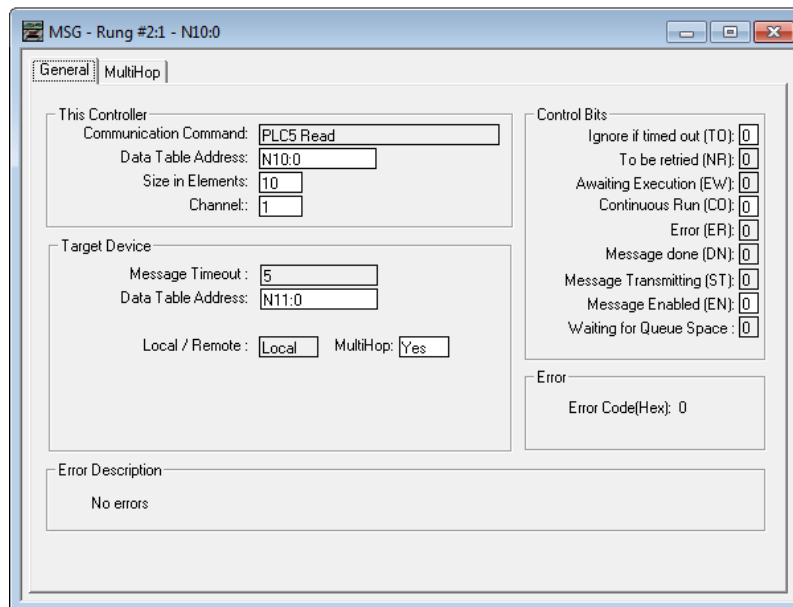 MSG - Rung #2:1 - N10:0
General MultiHop
This Controller
Communication Command: PLC5 Read
Data Table Address: N10:0
Size in Elements: 10
Channel:: 1
Target Device
Message Timeout : 5
Data Table Address: N11:0
Local / Remote : Local MultiHop: Yes
Control Bits
Ignore if timed out (TO): 0
To be retried (NR): 0
Awaiting Execution (EW): 0
Continuous Run (CO): 0
Error (ER): 0
Message done (DN): 0
Message Transmitting (ST): 0
Message Enabled (EN): 0
Waiting for Queue Space : 0
Error
Error Code(Hex): 0
Error Description
No errors